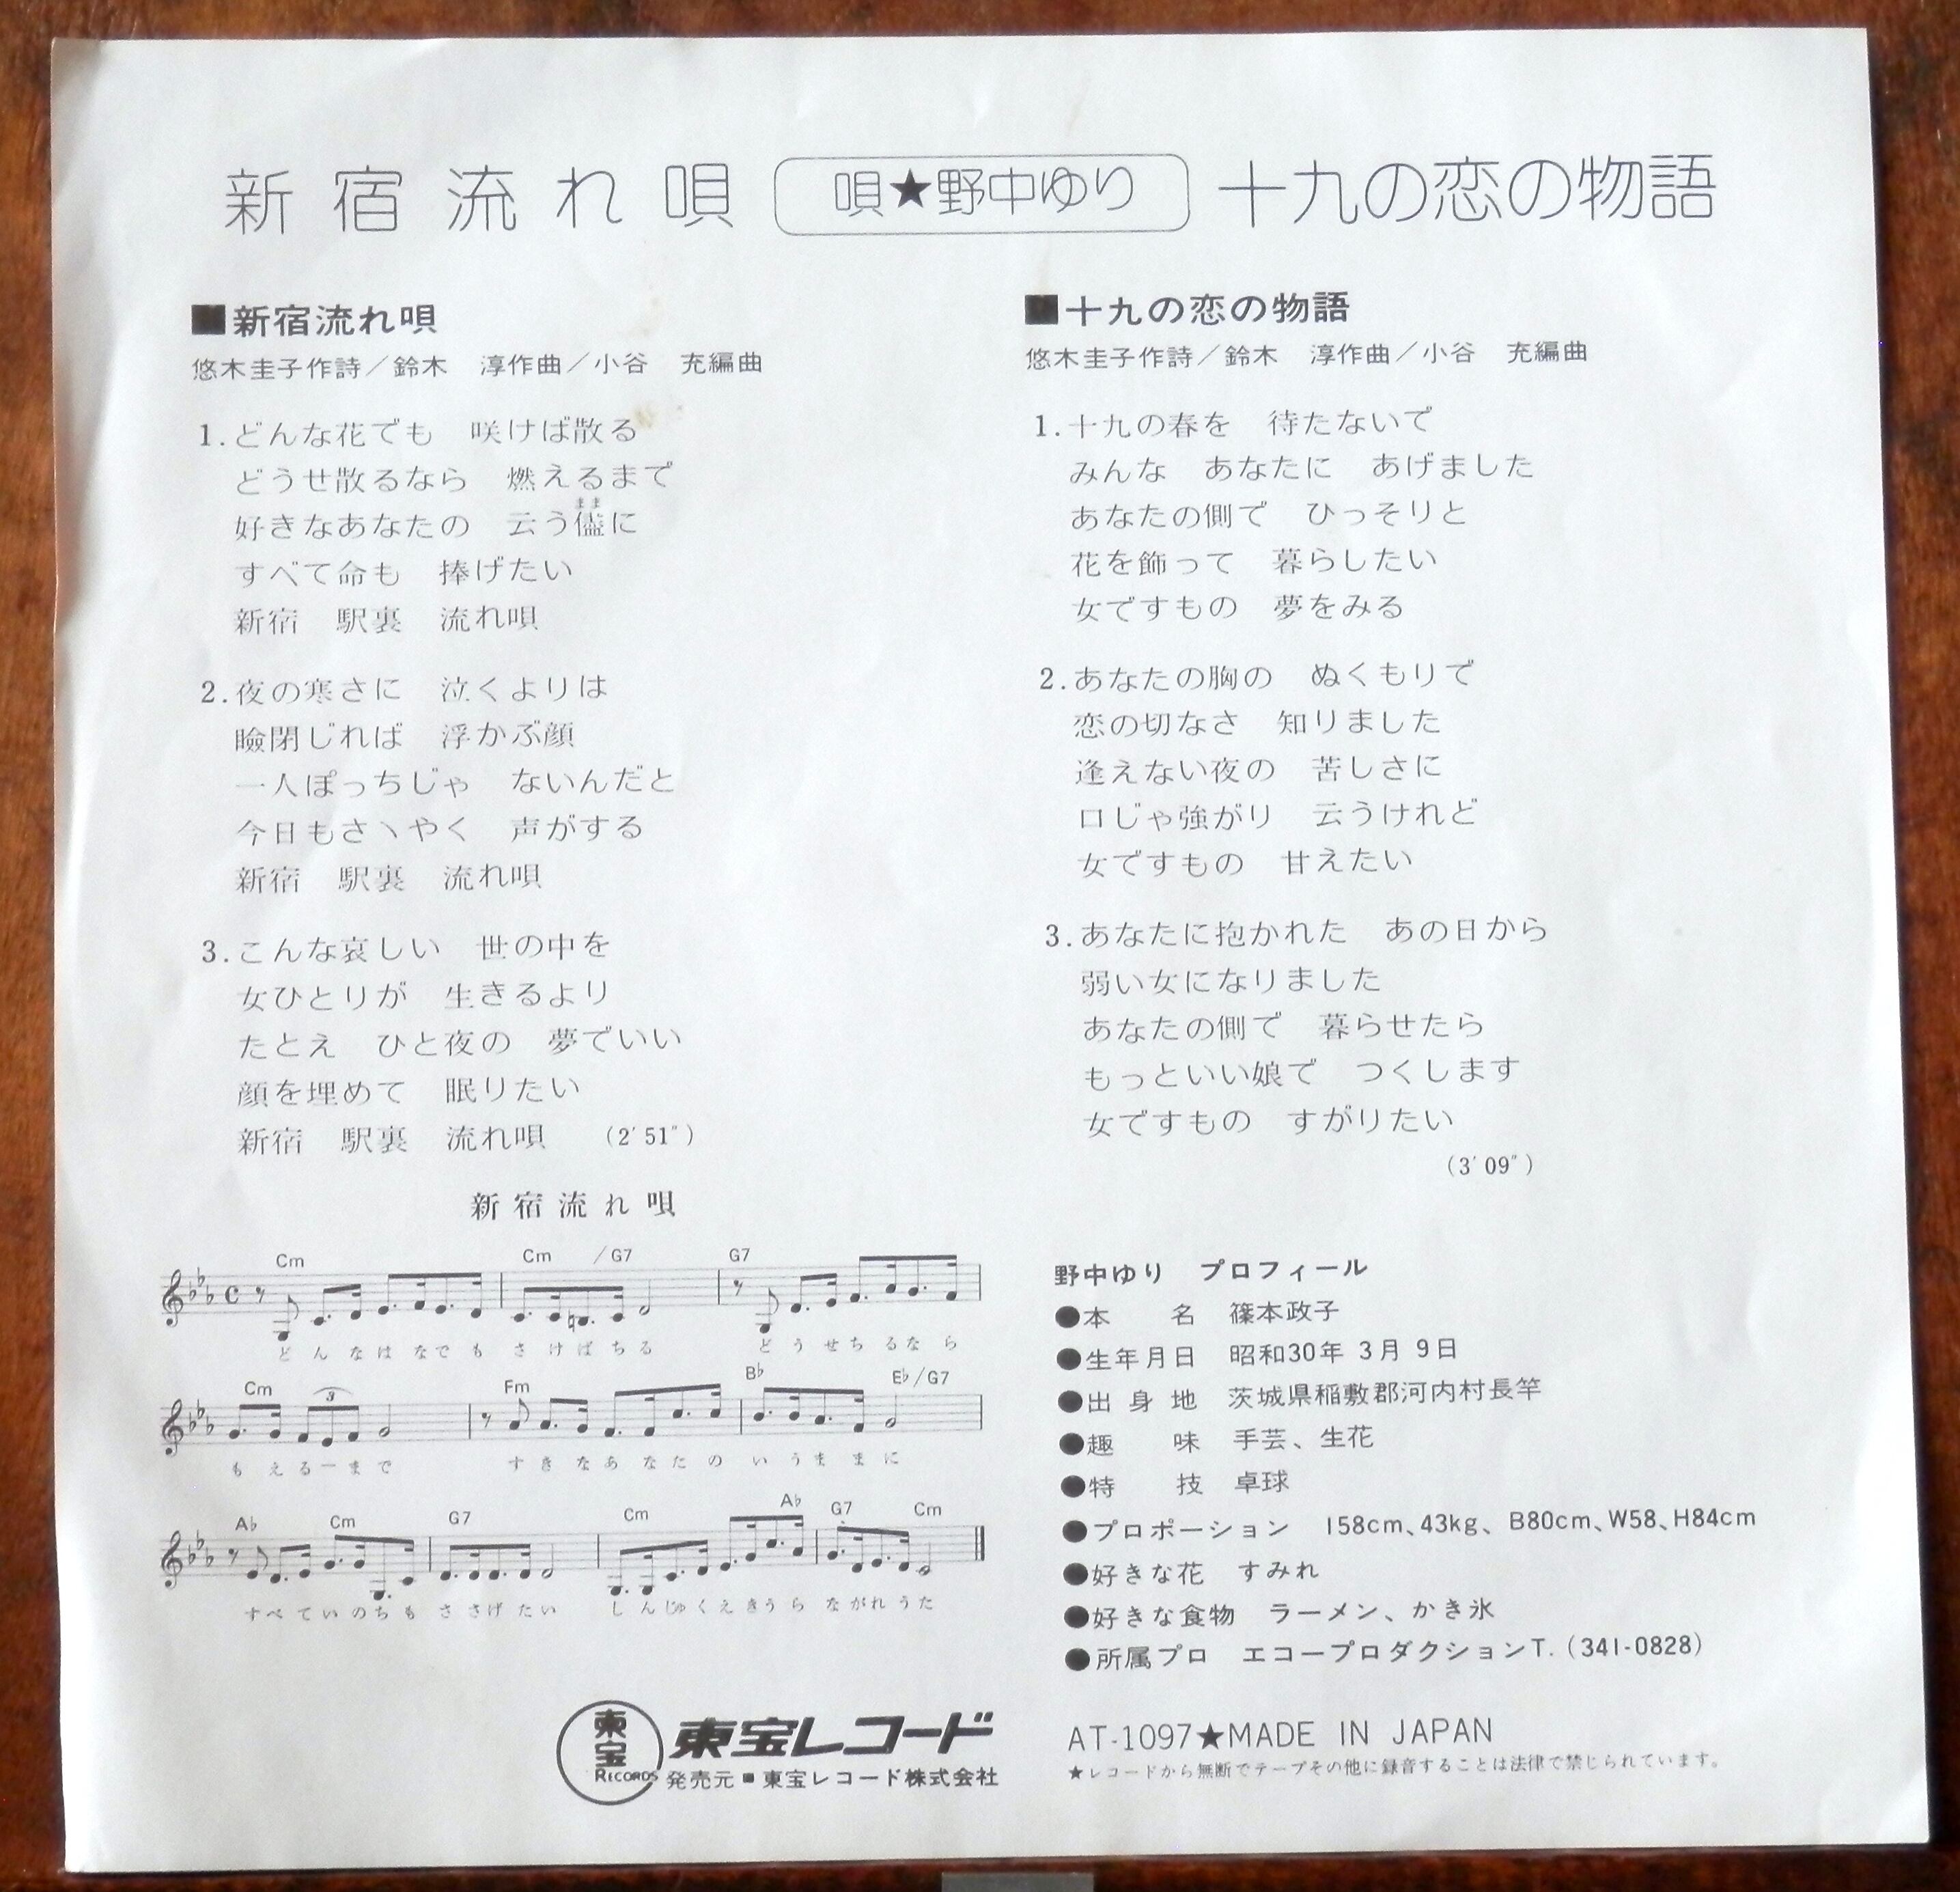 新宿流れ唄
唄★野中ゆり
十九の恋の物語
■新宿流れ唄
悠木圭子作詩／鈴木　淳作曲／小谷　充編曲
1.どんな花でも　咲けば散る
どうせ散るなら　燃えるまで
まま
好きなあなたの　云う儘に
すべて命も　捧げたい
新宿　駅裏　流れ唄
2.夜の寒さに　泣くよりは
瞼閉じれば　浮かぶ顔
一人ぽっちじゃ　ないんだと
今日もさヽやく　声がする
新宿　駅裏　流れ唄
3.こんな哀しい　世の中を
女ひとりが　生きるより
たとえ　ひと夜の　夢でいい
顔を埋めて　眠りたい
新宿　駅裏　流れ唄　（2′51″）
■十九の恋の物語
悠木圭子作詩／鈴木　淳作曲／小谷　充編曲
1.十九の春を　待たないで
みんな　あなたに　あげました
あなたの側で　ひっそりと
花を飾って　暮らしたい
女ですもの　夢をみる
2.あなたの胸の　ぬくもりで
恋の切なさ　知りました
逢えない夜の　苦しさに
口じゃ強がり　云うけれど
女ですもの　甘えたい
3.あなたに抱かれた　あの日から
弱い女になりました
あなたの側で　暮らせたら
もっといい娘で　つくします
女ですもの　すがりたい
（3′09″）
新宿流れ唄
Cm Cm ／G7 G7
どんなはなでも さけばちる どうせちるなら
Cm 3 Fm B♭ E♭／G7
もえるーまで すきなあなたの いうままに
A♭ Cm G7 Cm A♭ G7 Cm
すべていのちも ささげたい しんじゅくえきうら ながれうた
野中ゆり　プロフィール
●本　　名　篠本政子
●生年月日　昭和30年3月9日
●出身地　茨城県稲敷郡河内村長竿
●趣　　味　手芸、生花
●特　　技　卓球
●プロポーション　158cm、43kg、B80cm、W58、H84cm
●好きな花　すみれ
●好きな食物　ラーメン、かき氷
●所属プロ　エコープロダクションT.（341-0828）
東宝
RECORDS
東宝レコード
発売元■東宝レコード株式会社
AT-1097★MADE IN JAPAN
★レコードから無断でテープその他に録音することは法律で禁じられています。